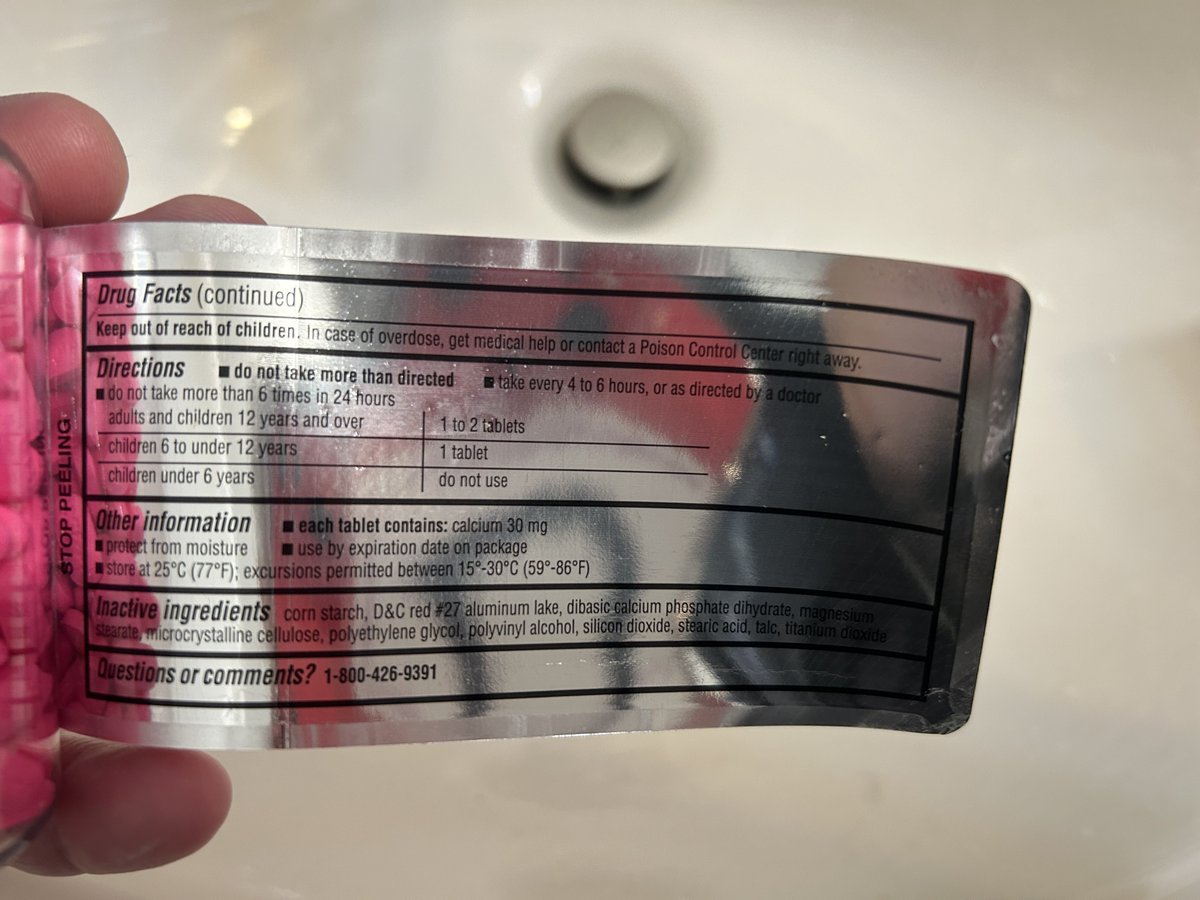 Drug Facts (continued)
Keep out of reach of children. In case of overdose, get medical help or contact a Poison Control Center right away.
Directions ■ do not take more than directed ■ take every 4 to 6 hours, or as directed by a doctor
■ do not take more than 6 times in 24 hours
adults and children 12 years and over 1 to 2 tablets
children 6 to under 12 years 1 tablet
children under 6 years do not use
Other information ■ each tablet contains: calcium 30 mg
■ protect from moisture ■ use by expiration date on package
■ store at 25°C (77°F); excursions permitted between 15°-30°C (59°-86°F)
Inactive ingredients corn starch, D&C red #27 aluminum lake, dibasic calcium phosphate dihydrate, magnesium
stearate, microcrystalline cellulose, polyethylene glycol, polyvinyl alcohol, silicon dioxide, stearic acid, talc, titanium dioxide
Questions or comments? 1-800-426-9391
STOP PEELING